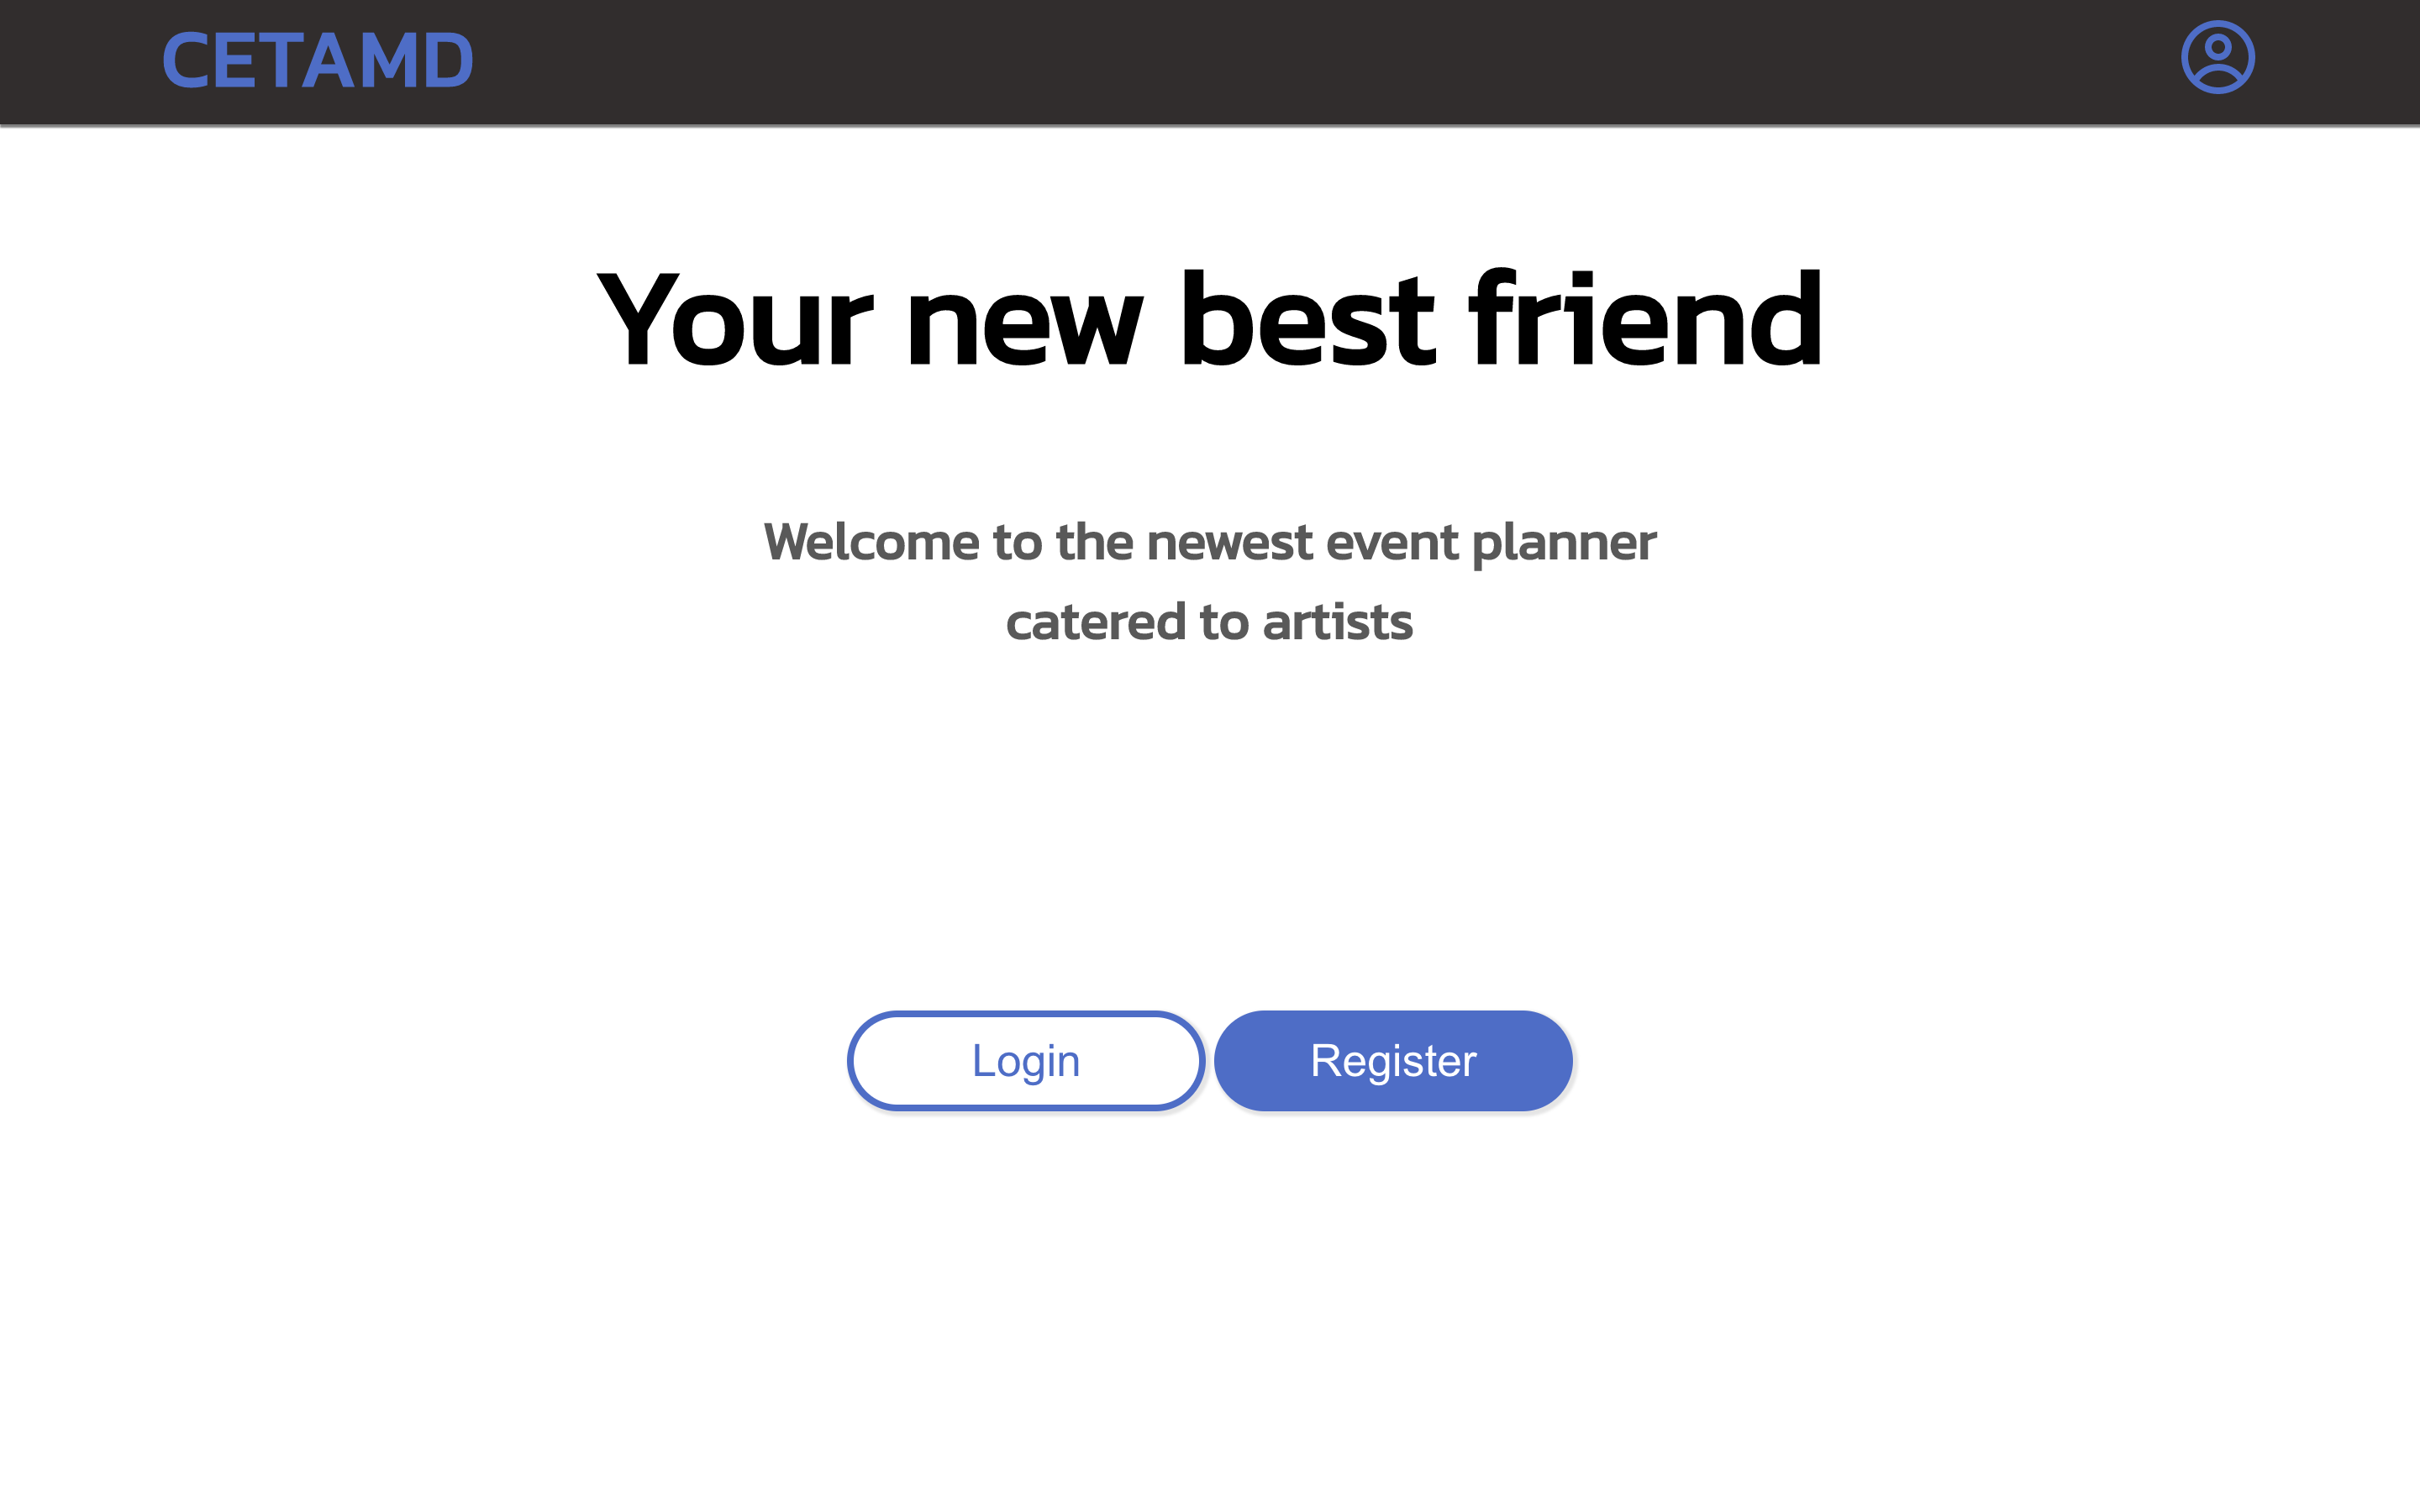 CETAMD
Your new best friend
Welcome to the newest event planner
catered to artists
Login
Register